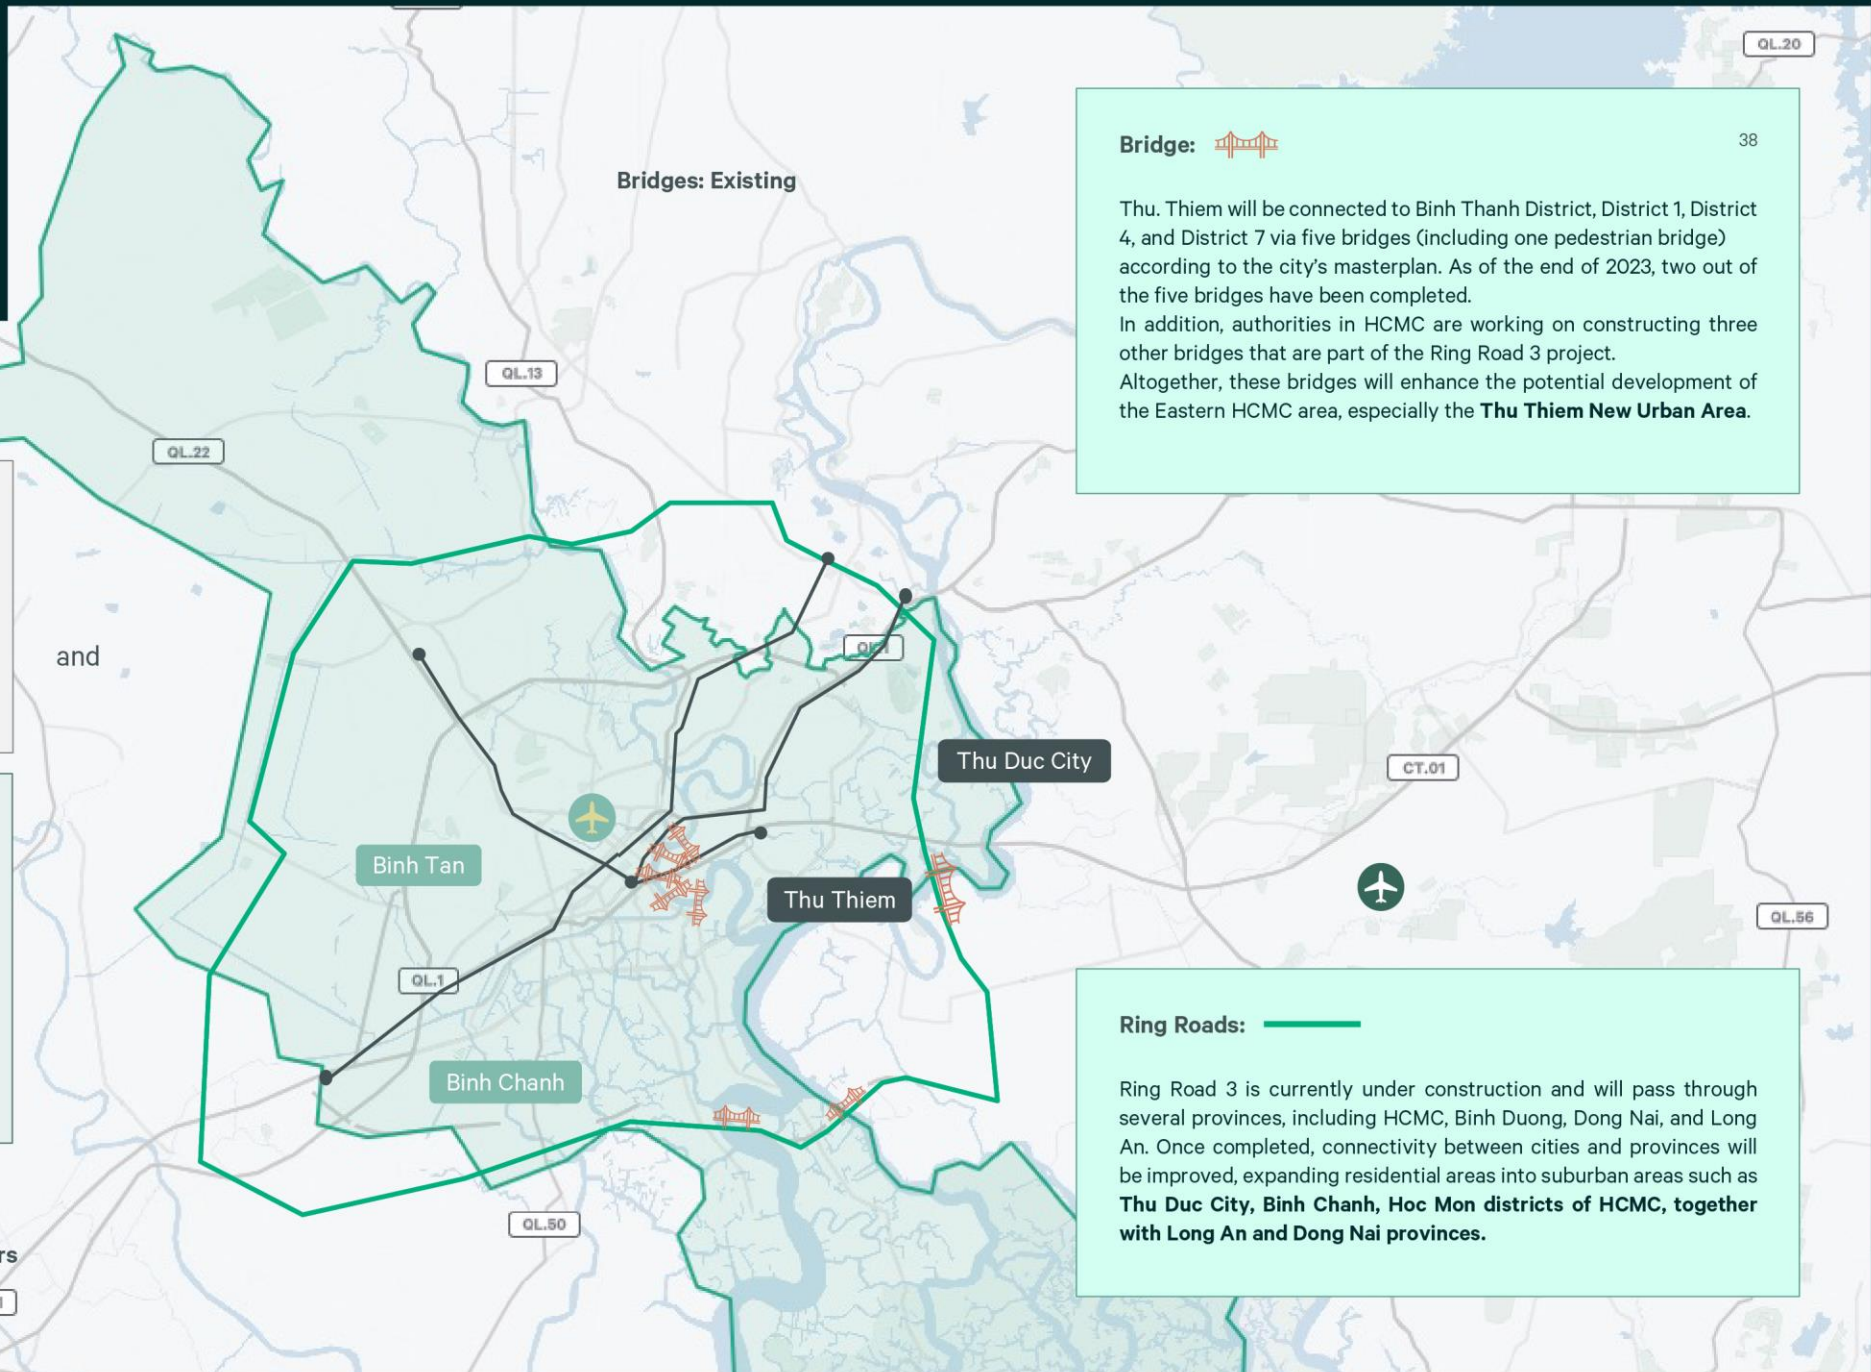 QL.20
Bridge:
38
Thu. Thiem will be connected to Binh Thanh District, District 1, District
4, and District 7 via five bridges (including one pedestrian bridge)
according to the city's masterplan. As of the end of 2023, two out of
the five bridges have been completed.
In addition, authorities in HCMC are working on constructing three
other bridges that are part of the Ring Road 3 project.
Altogether, these bridges will enhance the potential development of
the Eastern HCMC area, especially the Thu Thiem New Urban Area.
Bridges: Existing
QL.13
QL.22
and
Thu Duc City
CT.01
Binh Tan
Thu Thiem
QL.56
QL.1
Binh Chanh
Ring Roads:
Ring Road 3 is currently under construction and will pass through
several provinces, including HCMC, Binh Duong, Dong Nai, and Long
An. Once completed, connectivity between cities and provinces will
be improved, expanding residential areas into suburban areas such as
Thu Duc City, Binh Chanh, Hoc Mon districts of HCMC, together
with Long An and Dong Nai provinces.
QL.50
rs